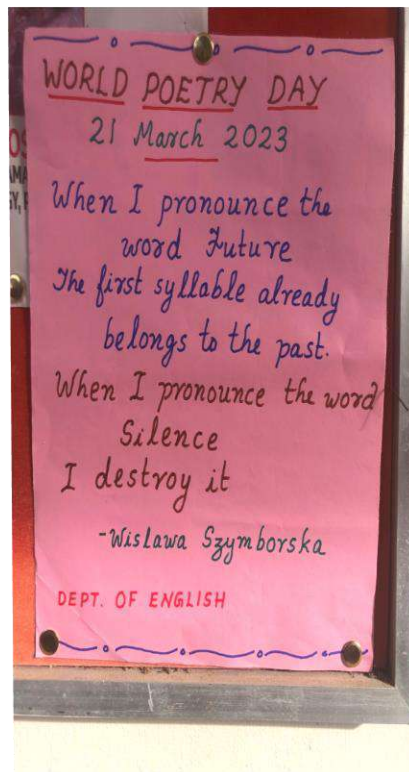 WORLD POETRY DAY
21 March 2023
When I pronounce the
word Future
The first syllable already
belongs to the past.
When I pronounce the word
Silence
I destroy it
-Wislawa Szymborska
DEPT. OF ENGLISH